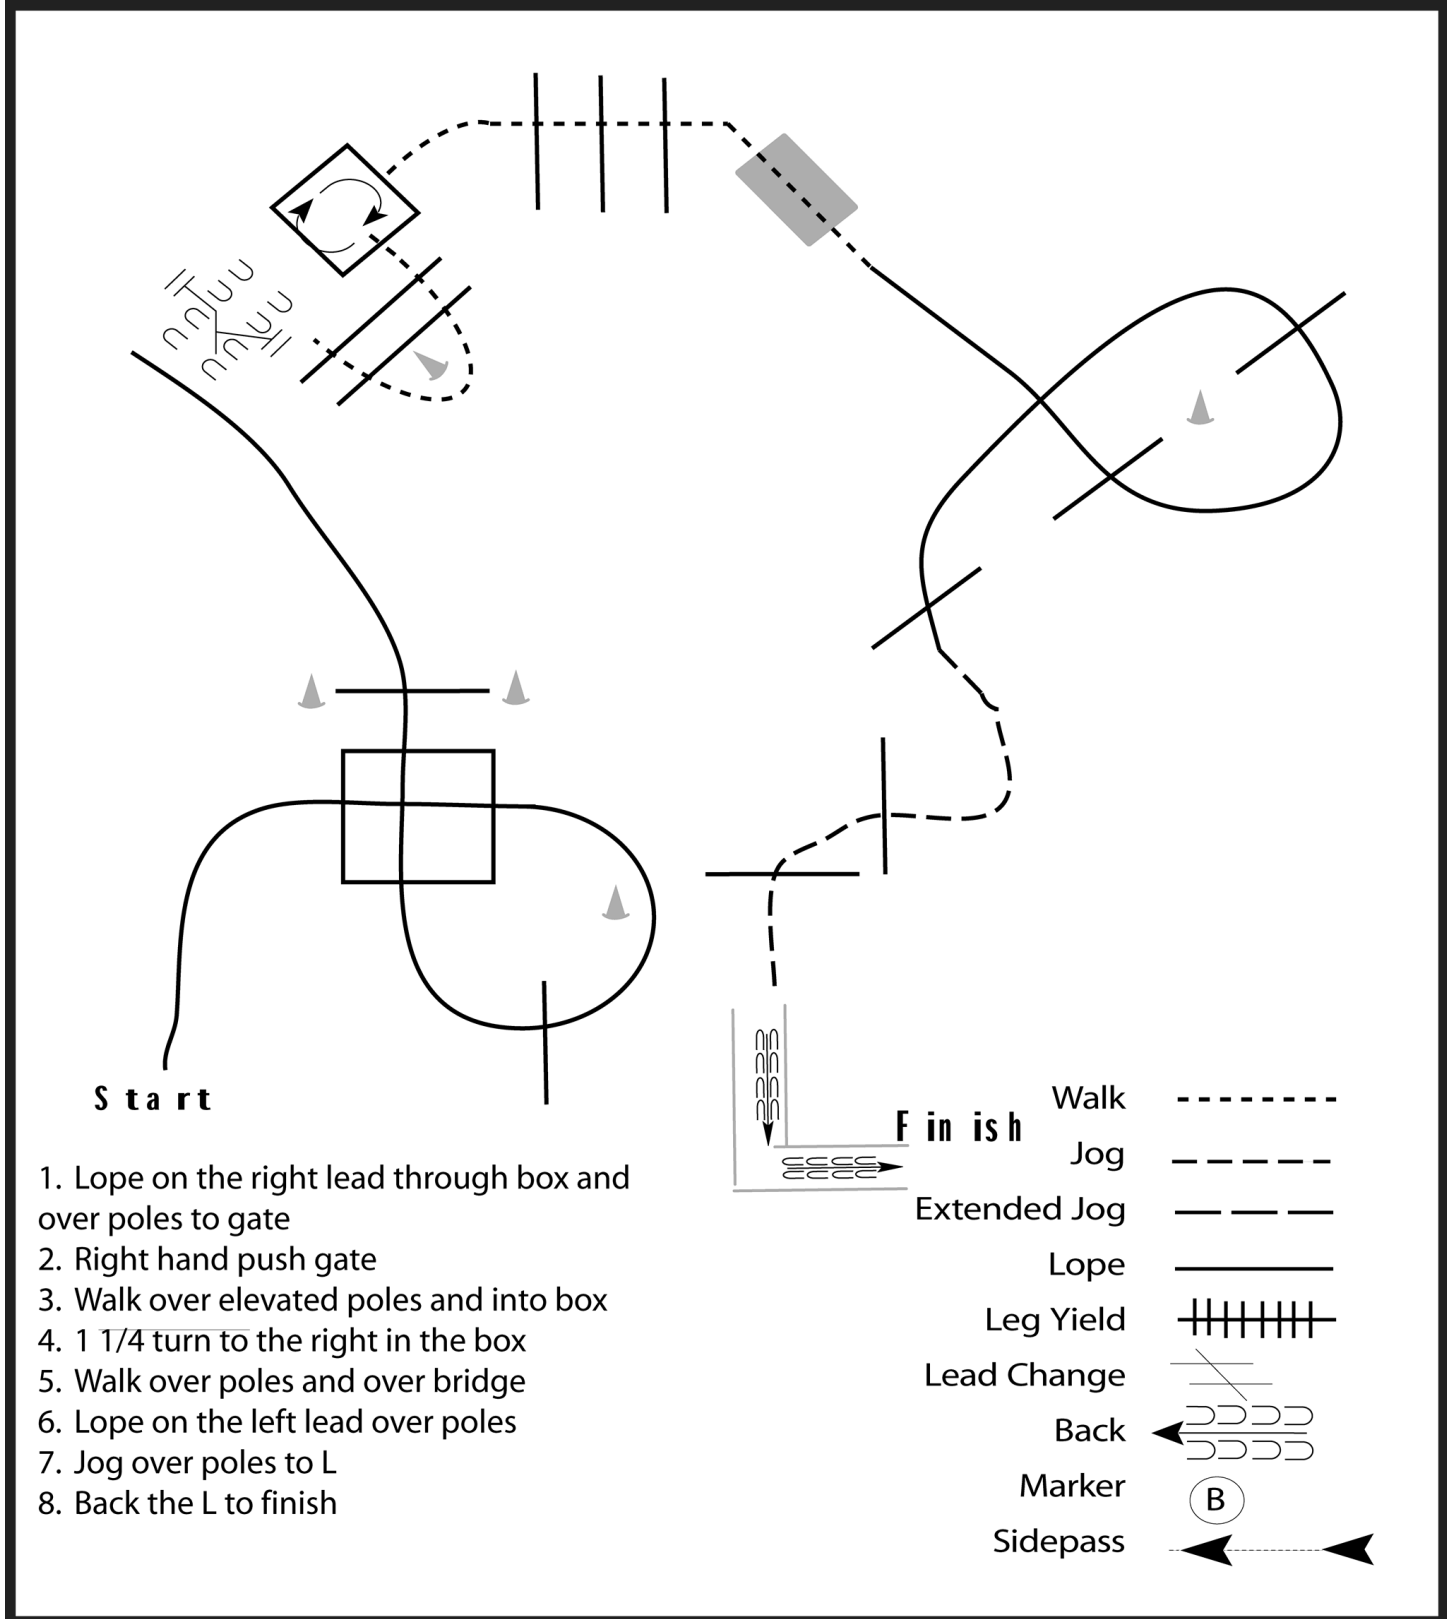 Start
Finish
1. Lope on the right lead through box and
over poles to gate
2. Right hand push gate
3. Walk over elevated poles and into box
4. 1 1/4 turn to the right in the box
5. Walk over poles and over bridge
6. Lope on the left lead over poles
7. Jog over poles to L
8. Back the L to finish
Walk
Jog
Extended Jog
Lope
Leg Yield
Lead Change
Back
Marker B
Sidepass